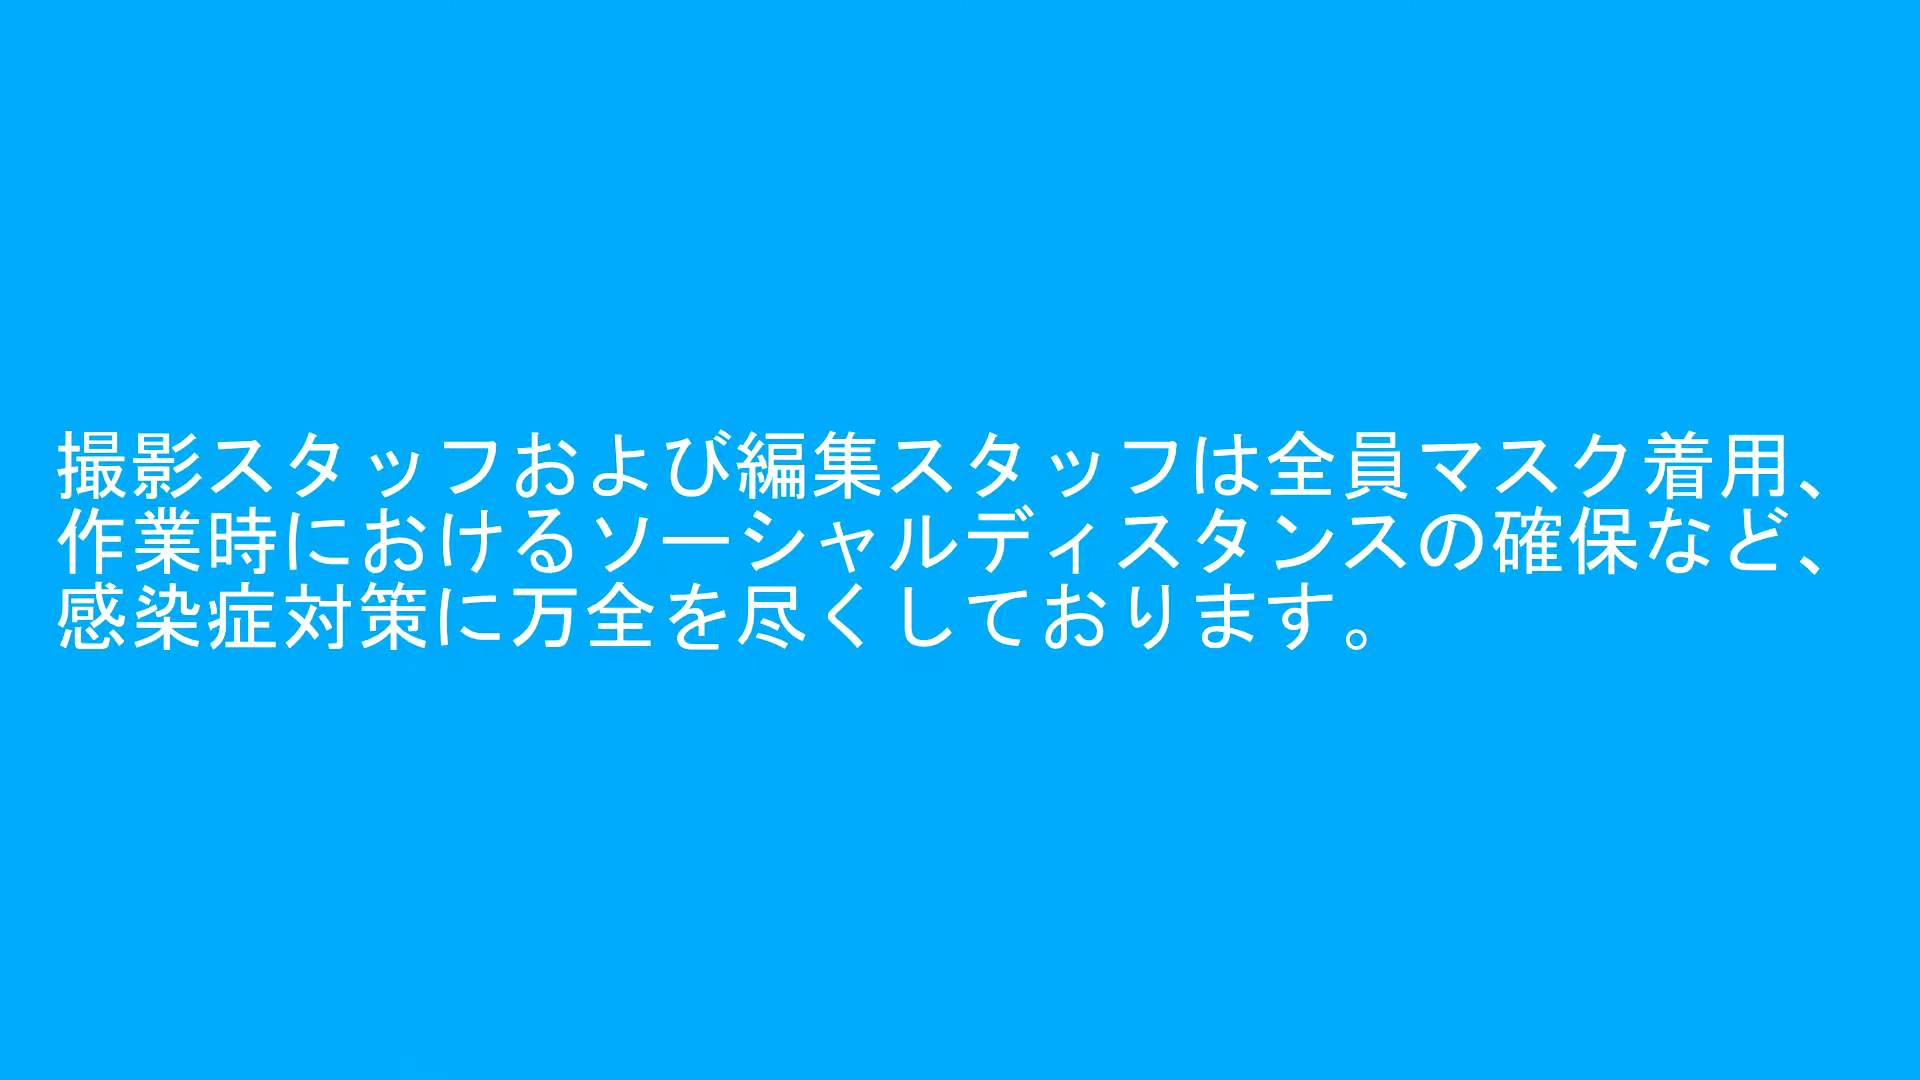 撮影スタッフおよび編集スタッフは全員マスク着用、
作業時におけるソーシャルディスタンスの確保など、
感染症対策に万全を尽くしております。